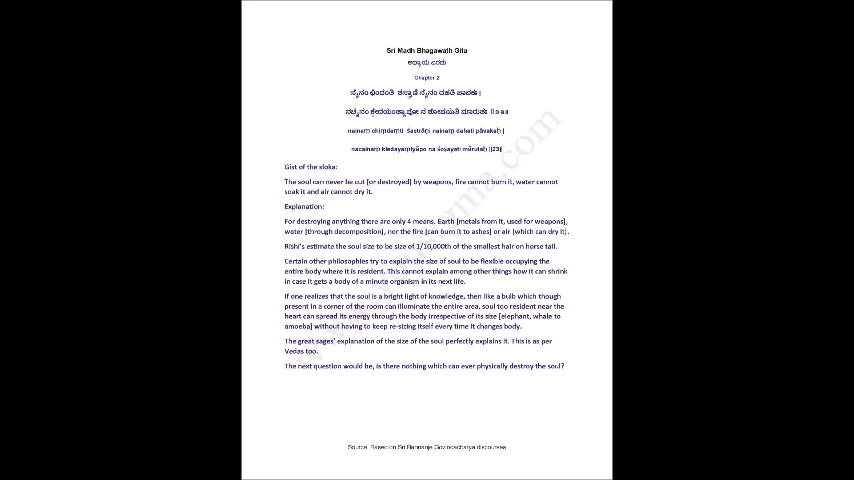 Sri Madh Bhagawath Gita
ಅಧ್ಯಾಯ ಎರಡು
Chapter 2
ನೈನಂ ಛಿಂದಂತಿ ಶಸ್ತ್ರಾಣಿ ನೈನಂ ದಹತಿ ಪಾವಕಃ |
ನಚೈನಂ ಕ್ಲೇದಯಂತ್ಯಾಪೋ ನ ಶೋಷಯತಿ ಮಾರುತಃ ||೨೩||
nainaṃ chiṃdaṃti śastrāṇi nainaṃ dahati pāvakaḥ |
nacainaṃ kledayaṃtyāpo na śoṣayati mārutaḥ ||23||
Gist of the sloka:
The soul can never be cut [or destroyed] by weapons, fire cannot burn it, water cannot
soak it and air cannot dry it.
Explanation:
For destroying anything there are only 4 means. Earth [metals from it, used for weapons],
water [through decomposition], nor the fire [can burn it to ashes] or air [which can dry it].
Rishi's estimate the soul size to be size of 1/10,000th of the smallest hair on horse tail.
Certain other philosophies try to explain the size of soul to be flexible occupying the
entire body where it is resident. This cannot explain among other things how it can shrink
in case it gets a body of a minute organism in its next life.
If one realizes that the soul is a bright light of knowledge, then like a bulb which though
present in a corner of the room can illuminate the entire area, soul too resident near the
heart can spread its energy through the body irrespective of its size [elephant, whale to
amoeba] without having to keep re-sizing itself every time it changes body.
The great sages' explanation of the size of the soul perfectly explains it. This is as per
Vedas too.
The next question would be, is there nothing which can ever physically destroy the soul?
Source: Based on Sri Bannanje Govindacharya discourses